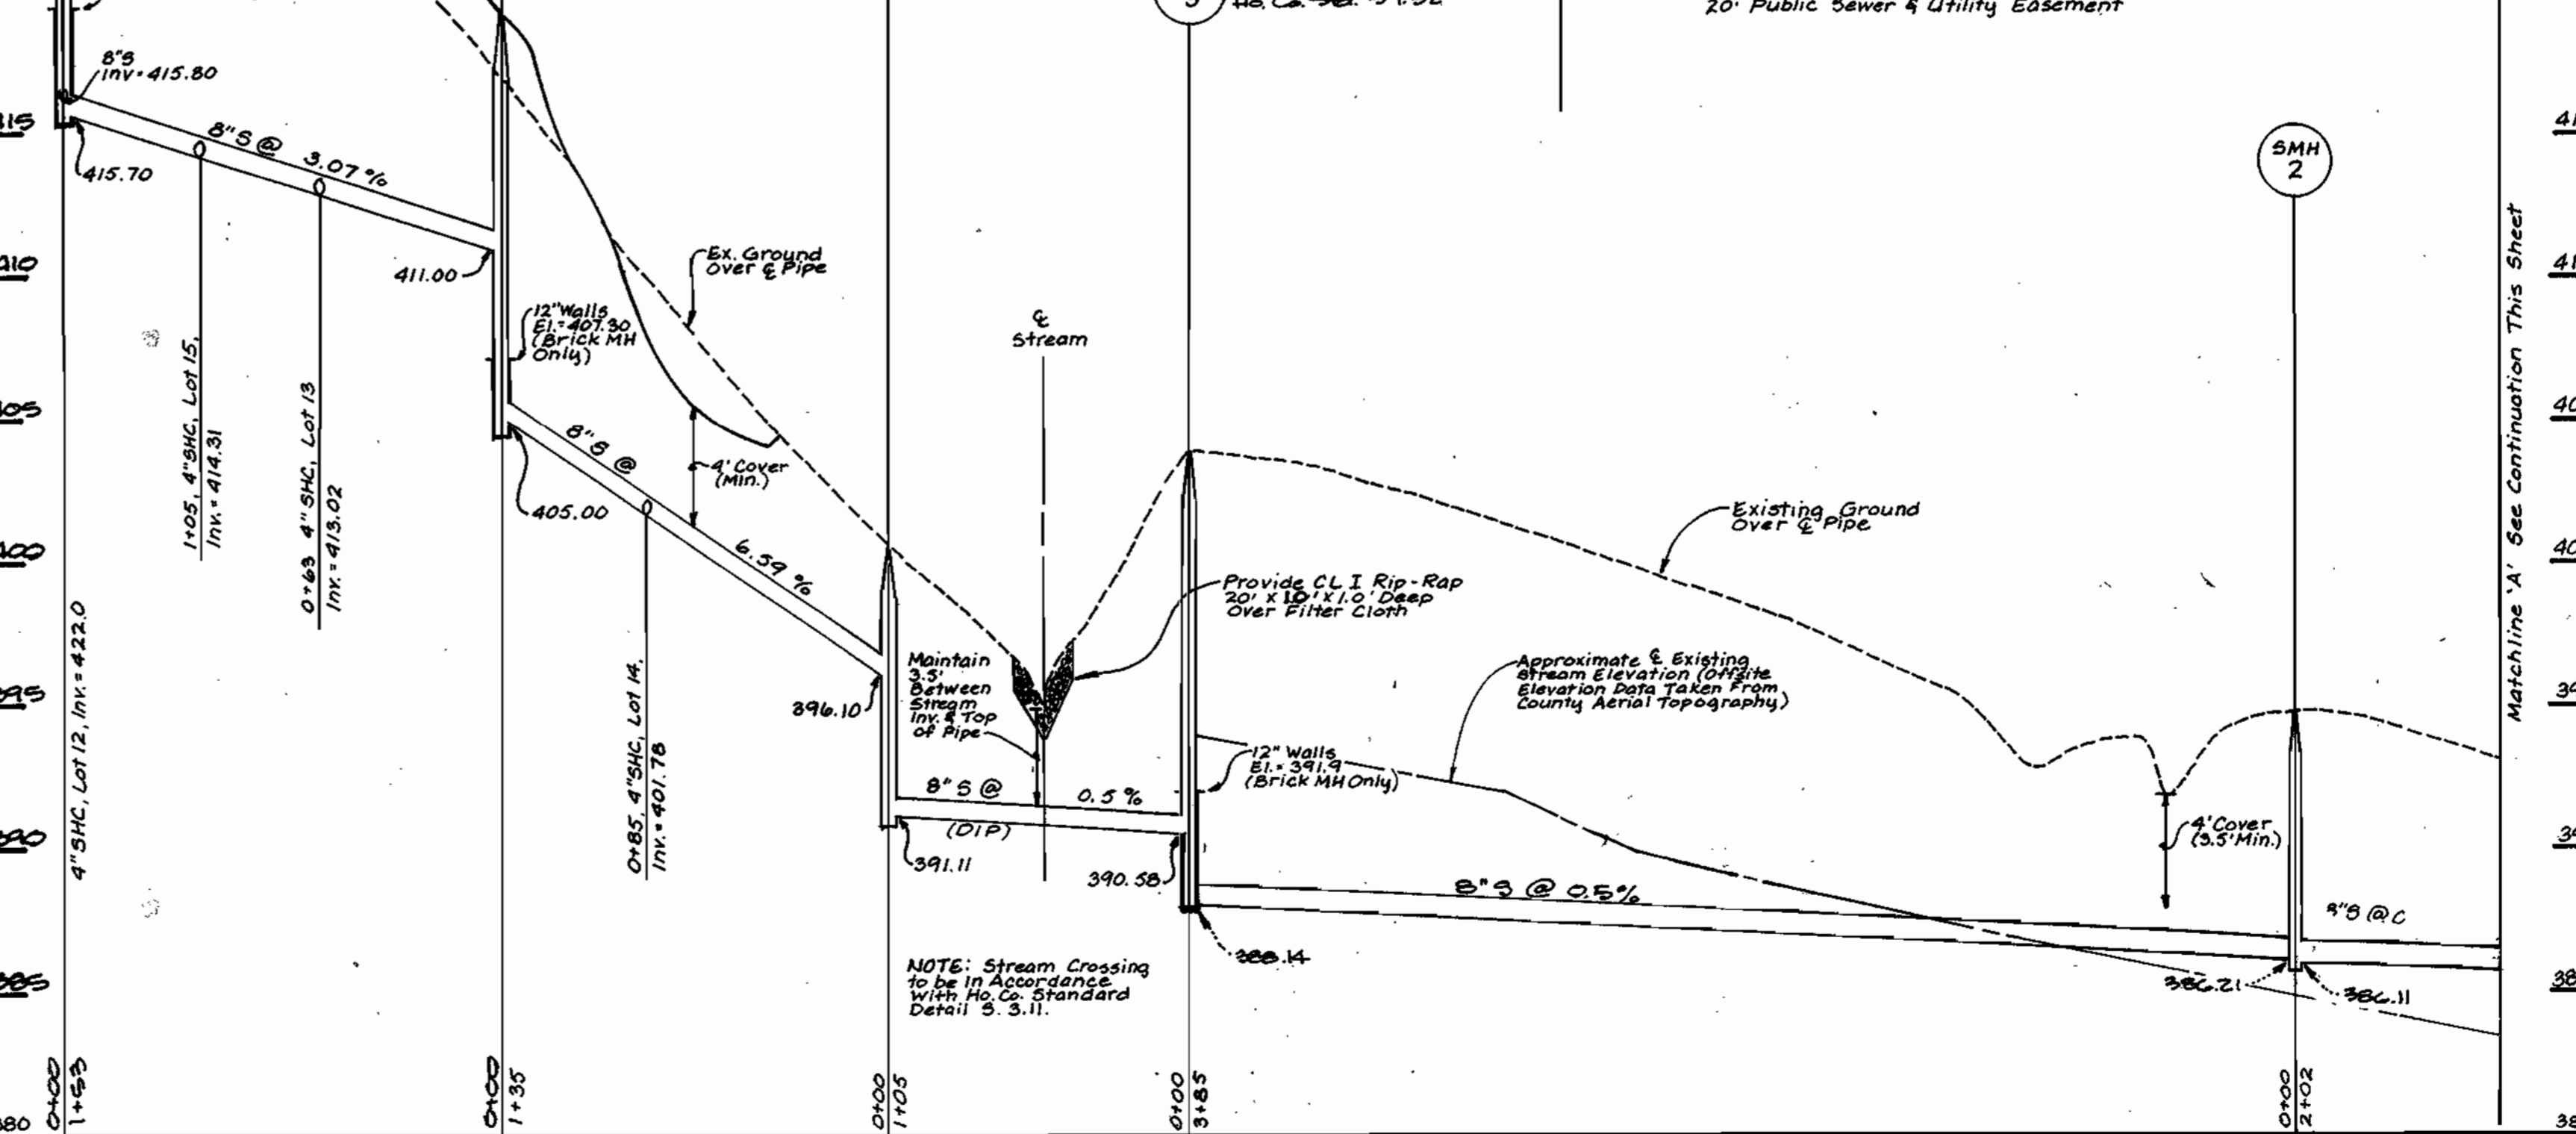 20' Public Sewer & Utility Easement
8"S
Inv=415.80
8"S @ 3.07%
415.70
411.00
12" Walls
El.=407.30
(Brick MH
Only)
Ex. Ground
Over ℄ Pipe
℄
Stream
SMH
2
1+05, 4"SHC, Lot 15,
Inv.=414.31
0+63 4"SHC, Lot 13
Inv.=413.02
4"SHC, Lot 12, Inv.=422.0
405.00
8"S @ 6.59%
4' Cover
(Min.)
0+85, 4"SHC, Lot 14,
Inv.=401.78
396.10
Maintain
3.5'
Between
Stream
Inv. & Top
of Pipe
Provide CL I Rip-Rap
20' x 10' x 1.0' Deep
Over Filter Cloth
Existing Ground
Over ℄ Pipe
Approximate ℄ Existing
Stream Elevation (Offsite
Elevation Data Taken From
County Aerial Topography)
12" Walls
El.=391.9
(Brick MH Only)
8"S @ 0.5%
(DIP)
391.11
390.58
8"S @ 0.5%
388.14
4' Cover
(3.5' Min.)
386.21
386.11
NOTE: Stream Crossing
to be in Accordance
With Ho. Co. Standard
Detail S. 3.11.
Matchline 'A' See Continuation This Sheet
0+00
1+53
0+00
1+35
0+00
1+05
0+00
3+85
0+00
2+02